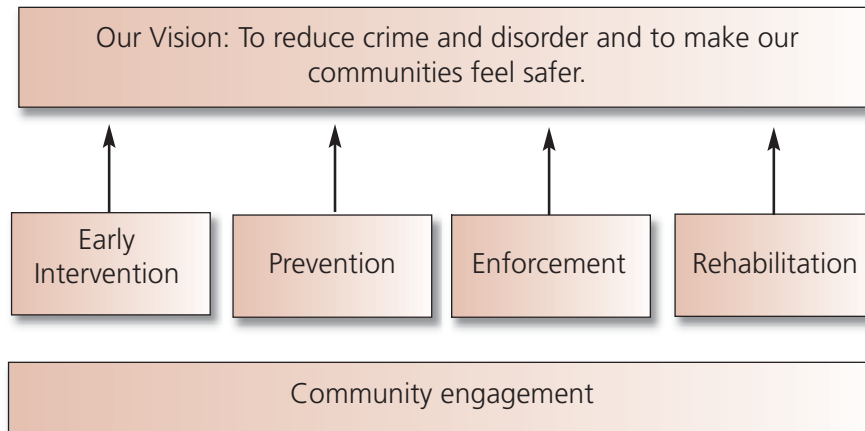 Our Vision: To reduce crime and disorder and to make our
communities feel safer.
Early
Intervention
Prevention
Enforcement
Rehabilitation
Community engagement